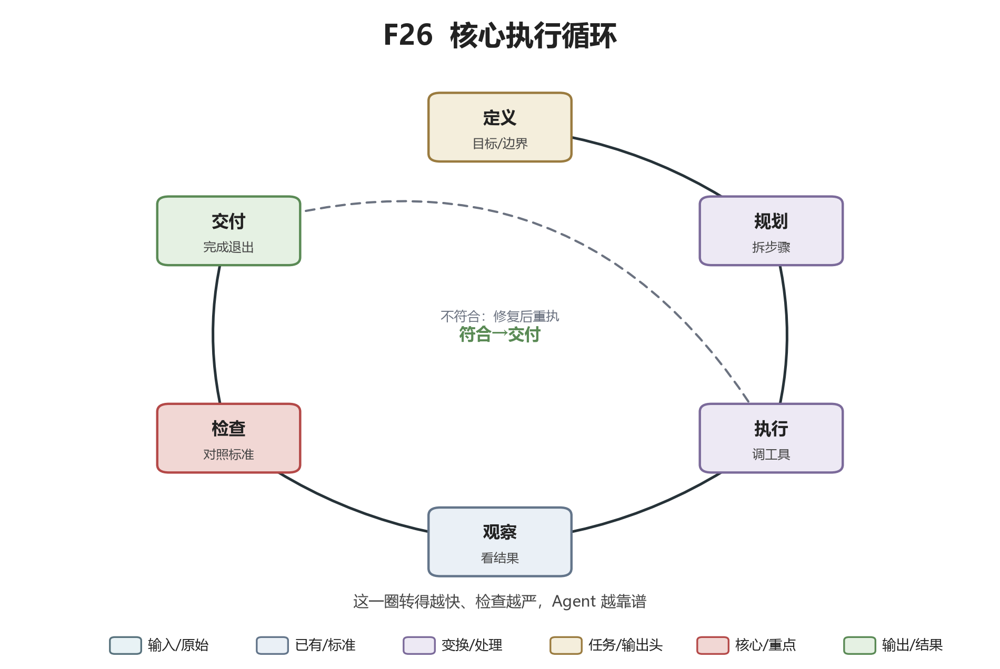 F26 核心执行循环
定义
目标/边界
交付
完成退出
规划
拆步骤
不符合：修复后重执
符合→交付
检查
对照标准
执行
调工具
观察
看结果
这一圈转得越快、检查越严，Agent 越靠谱
输入/原始
已有/标准
变换/处理
任务/输出头
核心/重点
输出/结果